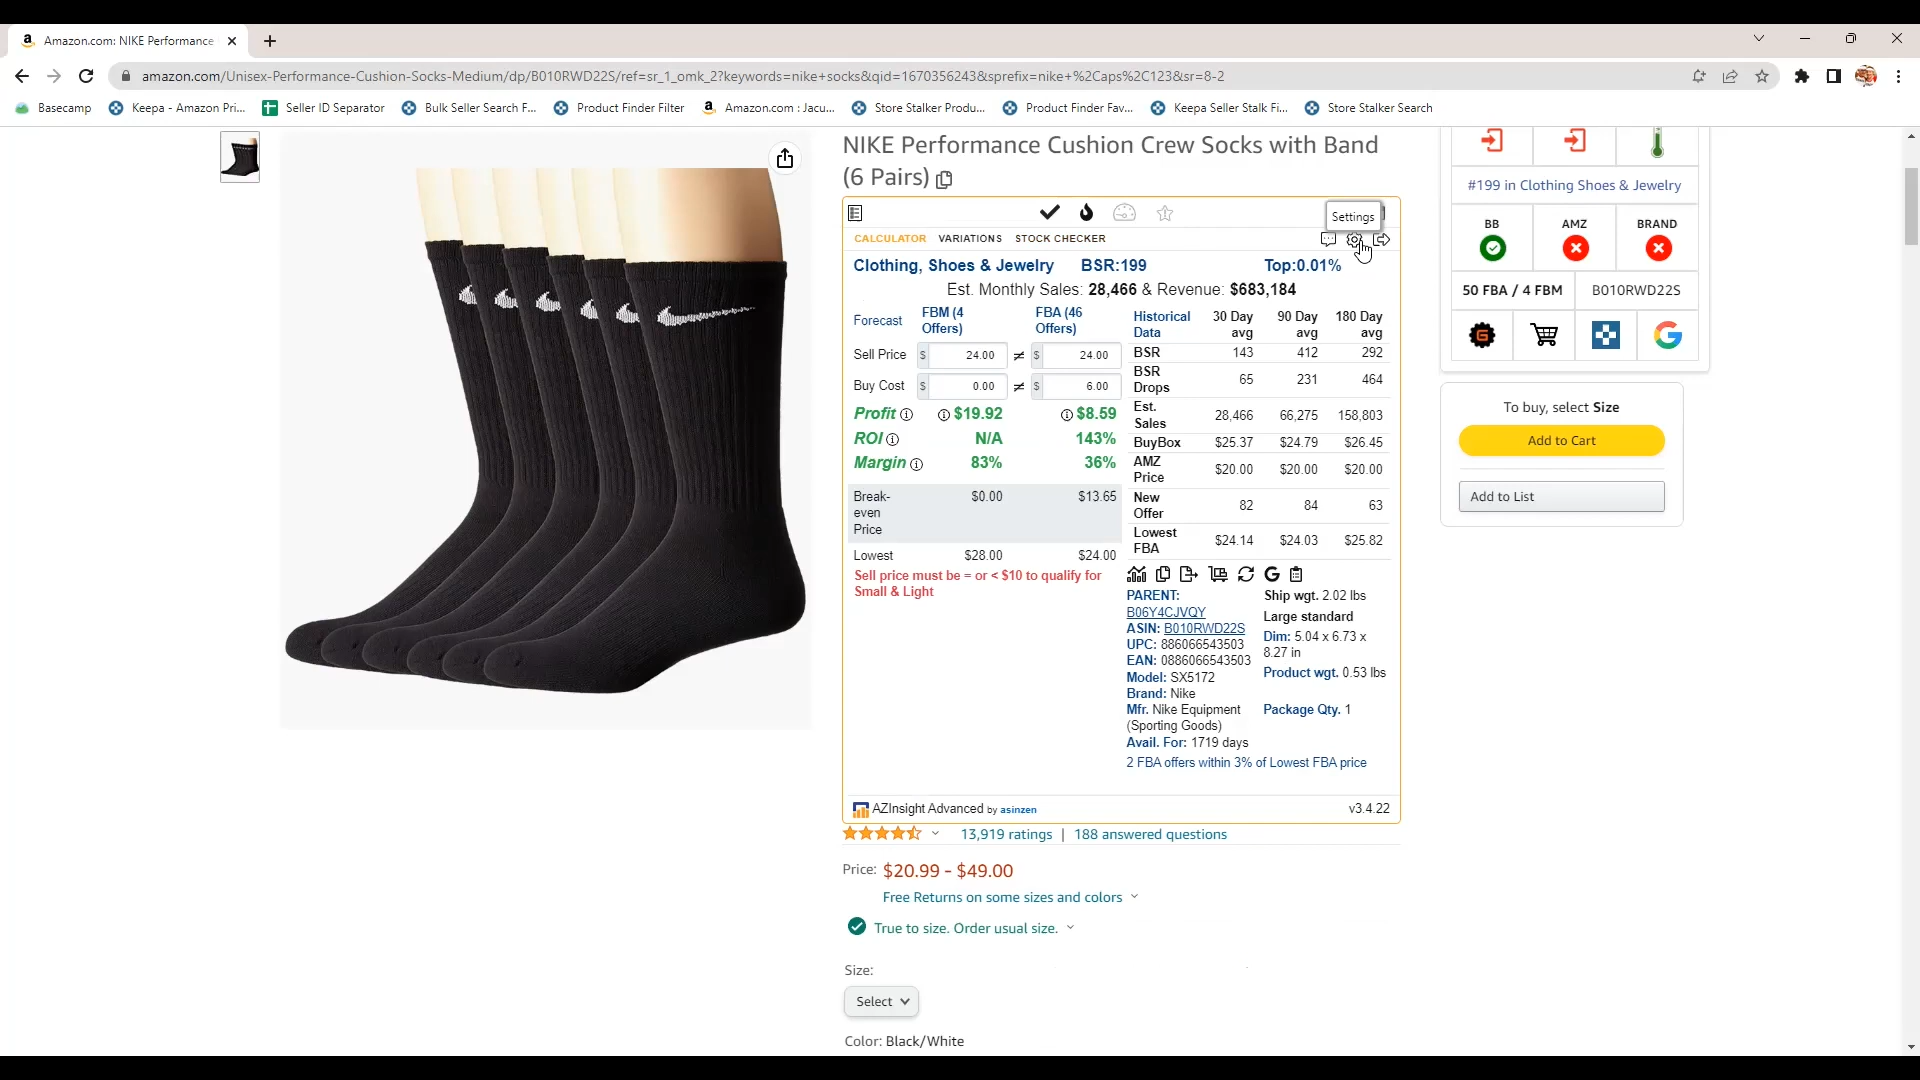 Amazon.com: NIKE Performance
amazon.com/Unisex-Performance-Cushion-Socks-Medium/dp/B010RWD22S/ref=sr_1_omk_2?keywords=nike+socks&qid=1670356243&sprefix=nike+%2Caps%2C123&sr=8-2
Basecamp Keepa - Amazon Pri... Seller ID Separator Bulk Seller Search F... Product Finder Filter Amazon.com : Jacu... Store Stalker Produ... Product Finder Fav... Keepa Seller Stalk Fi... Store Stalker Search
NIKE Performance Cushion Crew Socks with Band
(6 Pairs)
Settings
CALCULATOR VARIATIONS STOCK CHECKER
Clothing, Shoes & Jewelry BSR:199 Top:0.01%
Est. Monthly Sales: 28,466 & Revenue: $683,184
Forecast FBM (4 Offers) FBA (46 Offers)
Sell Price $ 24.00 ≠ $ 24.00
Buy Cost $ 0.00 ≠ $ 6.00
Profit $19.92 $8.59
ROI N/A 143%
Margin 83% 36%
Break-even Price $0.00 $13.65
Lowest $28.00 $24.00
Sell price must be = or < $10 to qualify for
Small & Light
Historical Data 30 Day avg 90 Day avg 180 Day avg
BSR 143 412 292
BSR Drops 65 231 464
Est. Sales 28,466 66,275 158,803
BuyBox $25.37 $24.79 $26.45
AMZ Price $20.00 $20.00 $20.00
New Offer 82 84 63
Lowest FBA $24.14 $24.03 $25.82
PARENT:
B06Y4CJVQY
ASIN: B010RWD22S
UPC: 886066543503
EAN: 0886066543503
Model: SX5172
Brand: Nike
Mfr. Nike Equipment
(Sporting Goods)
Avail. For: 1719 days
Ship wgt. 2.02 lbs
Large standard
Dim: 5.04 x 6.73 x
8.27 in
Product wgt. 0.53 lbs
Package Qty. 1
2 FBA offers within 3% of Lowest FBA price
AZInsight Advanced by asinzen v3.4.22
13,919 ratings | 188 answered questions
Price: $20.99 - $49.00
Free Returns on some sizes and colors
True to size. Order usual size.
Size:
Select
Color: Black/White
#199 in Clothing Shoes & Jewelry
BB AMZ BRAND
50 FBA / 4 FBM B010RWD22S
G G
To buy, select Size
Add to Cart
Add to List